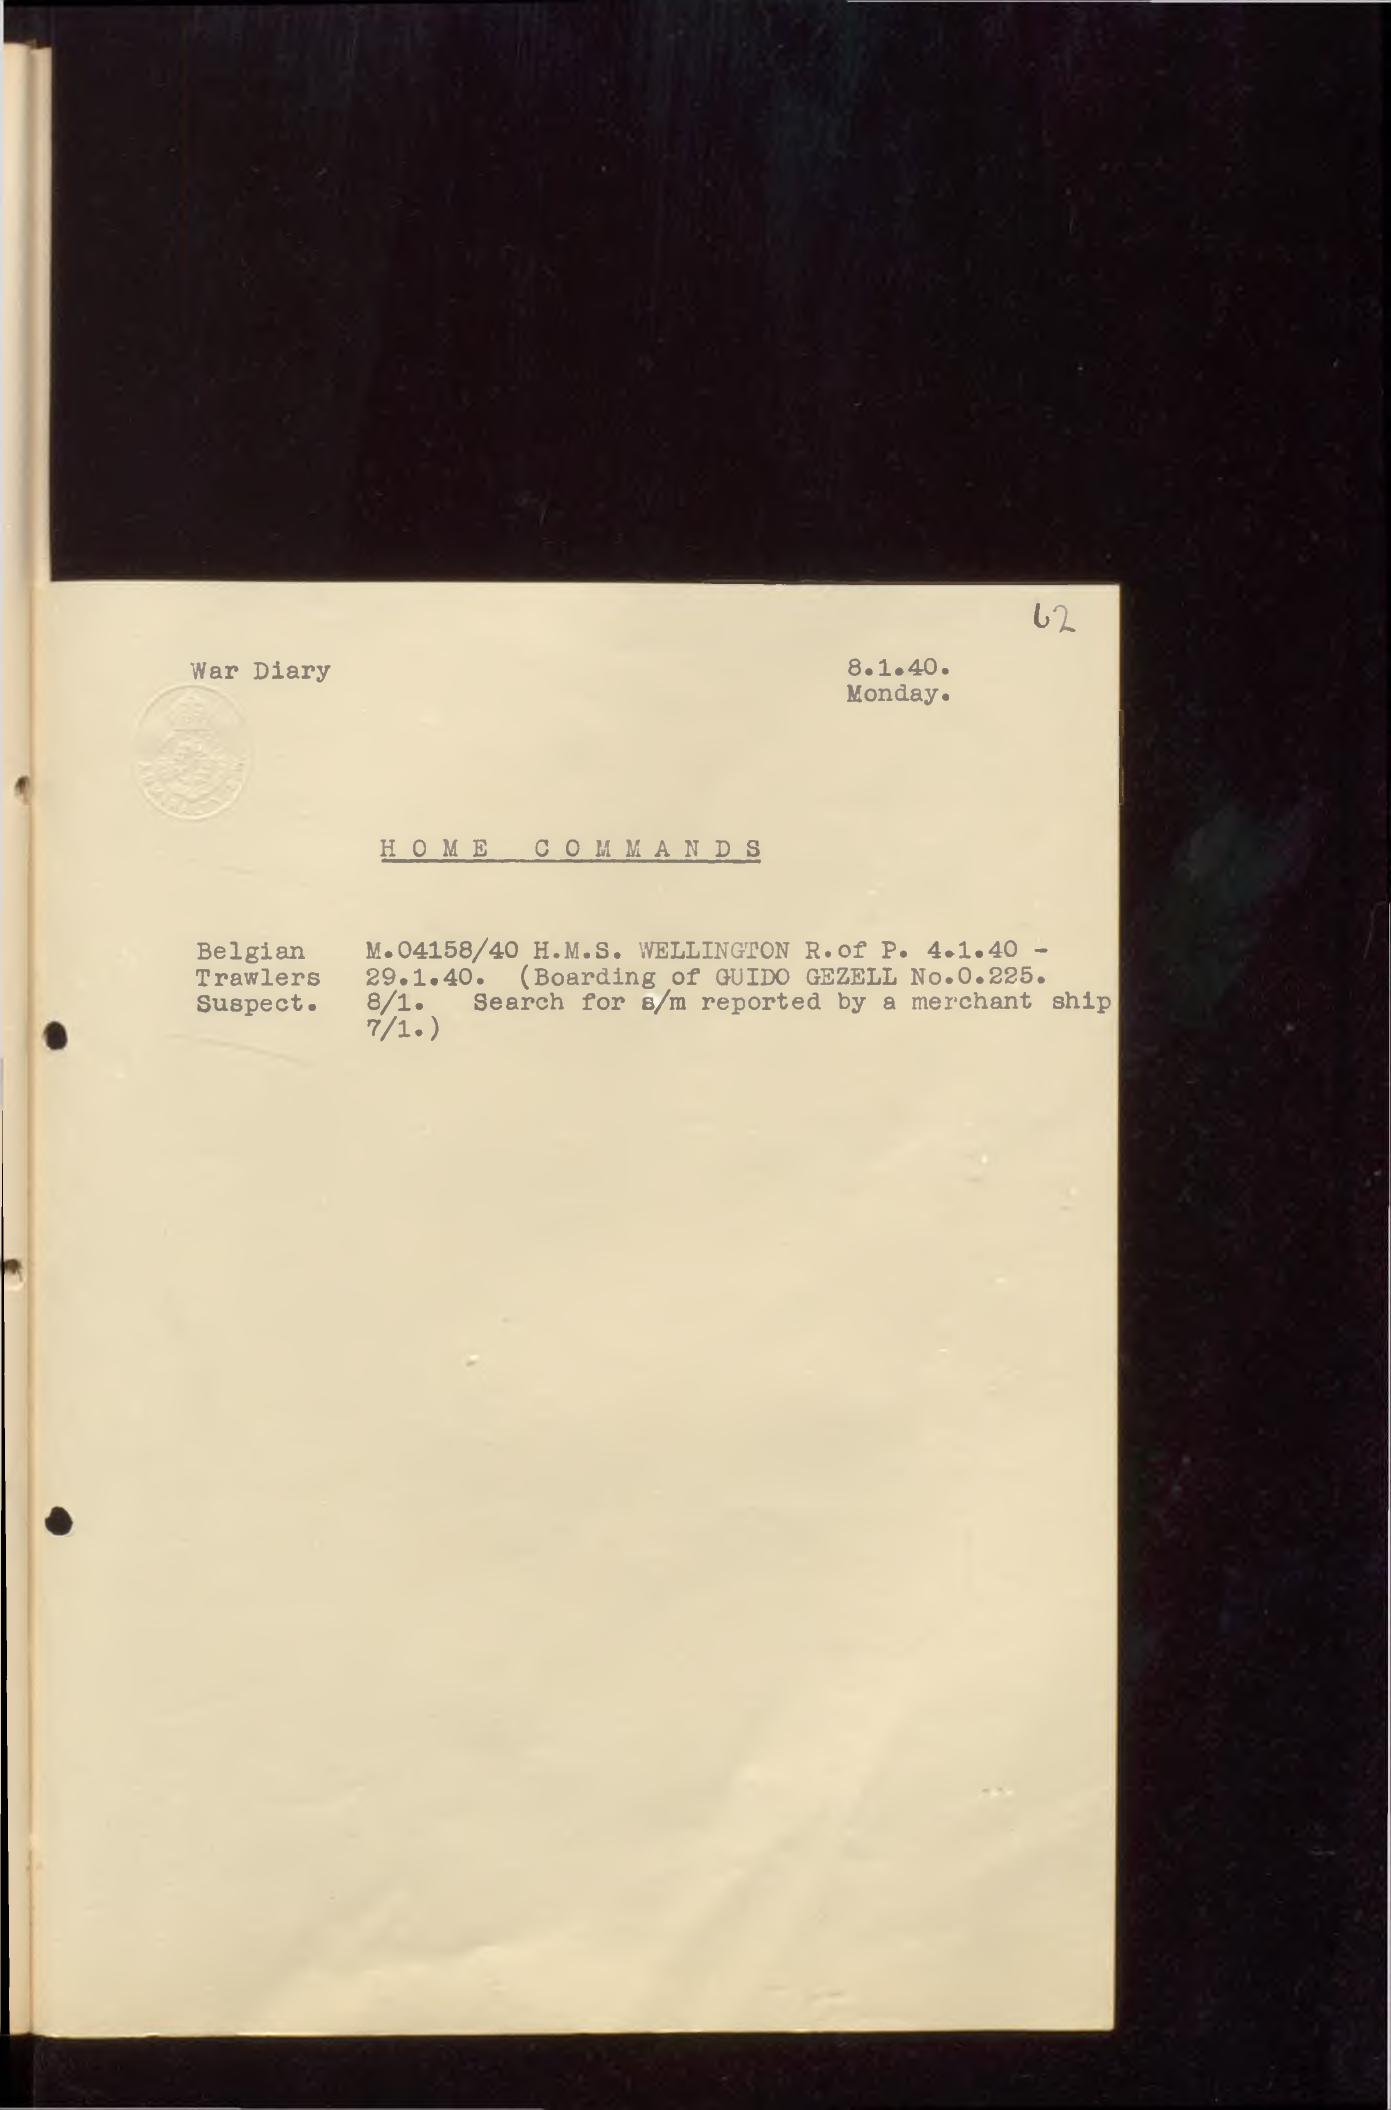 62
War Diary 8.1.40.
Monday.
HOME COMMANDS
Belgian M.04158/40 H.M.S. WELLINGTON R.of P. 4.1.40 -
Trawlers 29.1.40. (Boarding of GUIDO GEZELL No.O.225.
Suspect. 8/1. Search for s/m reported by a merchant ship
7/1.)